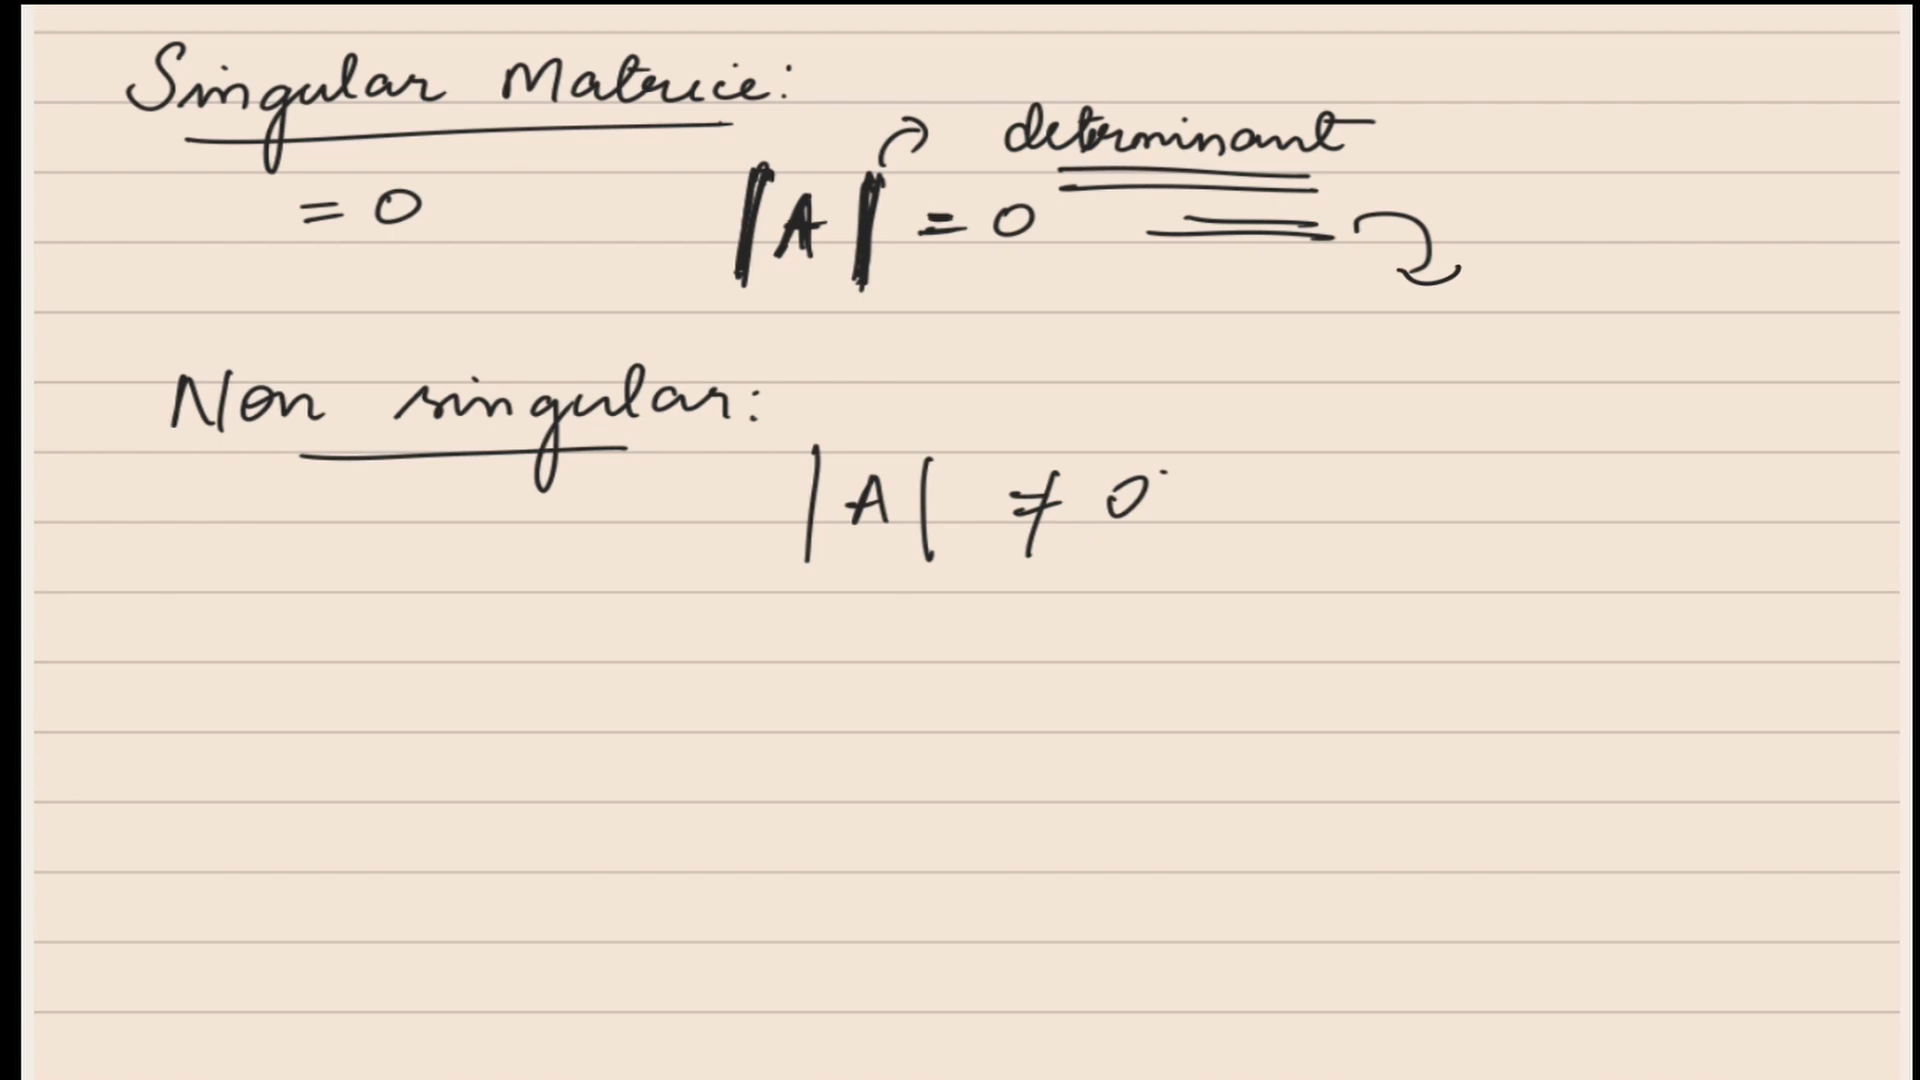 Singular Matrice:
determinant
= 0 |A| = 0
Non singular:
|A| ≠ 0